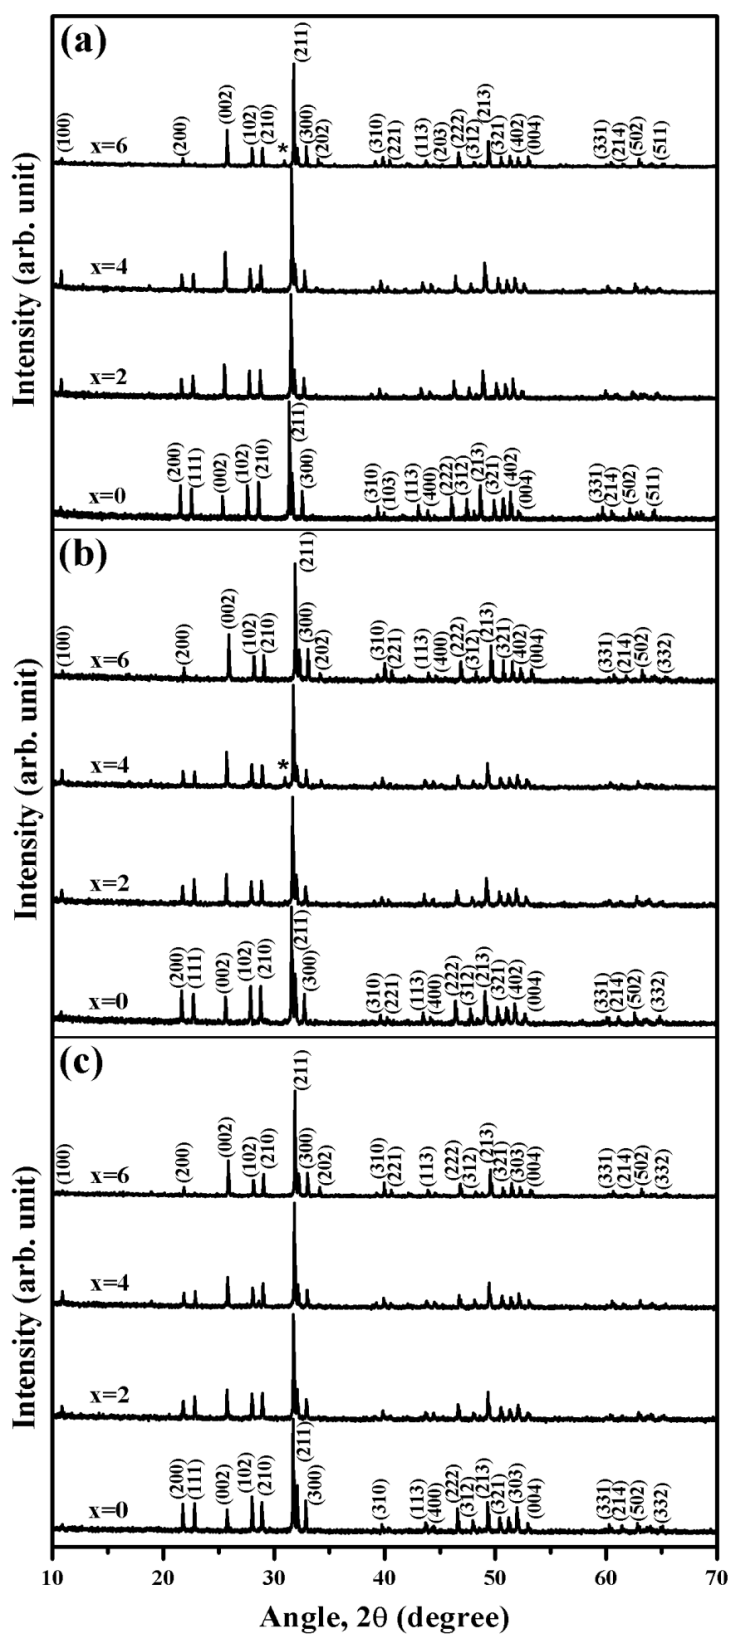 (a)
(211)
(100) x=6 (200) (002) (102) (210) * (300) (202) (310) (221) (113) (203) (222) (312) (213) (321) (402) (004) (331) (214) (502) (511)
x=4
x=2
x=0 (200) (111) (002) (102) (210) (211) (300) (310) (103) (113) (400) (222) (312) (213) (321) (402) (004) (331) (214) (502) (511)
Intensity (arb. unit)
(b)
(211)
(100) x=6 (200) (002) (102) (210) (300) (202) (310) (221) (113) (400) (222) (312) (213) (321) (402) (004) (331) (214) (502) (332)
x=4 *
x=2
x=0 (200) (111) (002) (102) (210) (211) (300) (310) (221) (113) (400) (222) (312) (213) (321) (402) (004) (331) (214) (502) (332)
Intensity (arb. unit)
(c)
(211)
(100) x=6 (200) (002) (102) (210) (300) (202) (310) (221) (113) (222) (312) (213) (321) (303) (004) (331) (214) (502) (332)
x=4
x=2
x=0 (200) (111) (002) (102) (210) (211) (300) (310) (113) (400) (222) (312) (213) (321) (303) (004) (331) (214) (502) (332)
Intensity (arb. unit)
10 20 30 40 50 60 70
Angle, 2θ (degree)